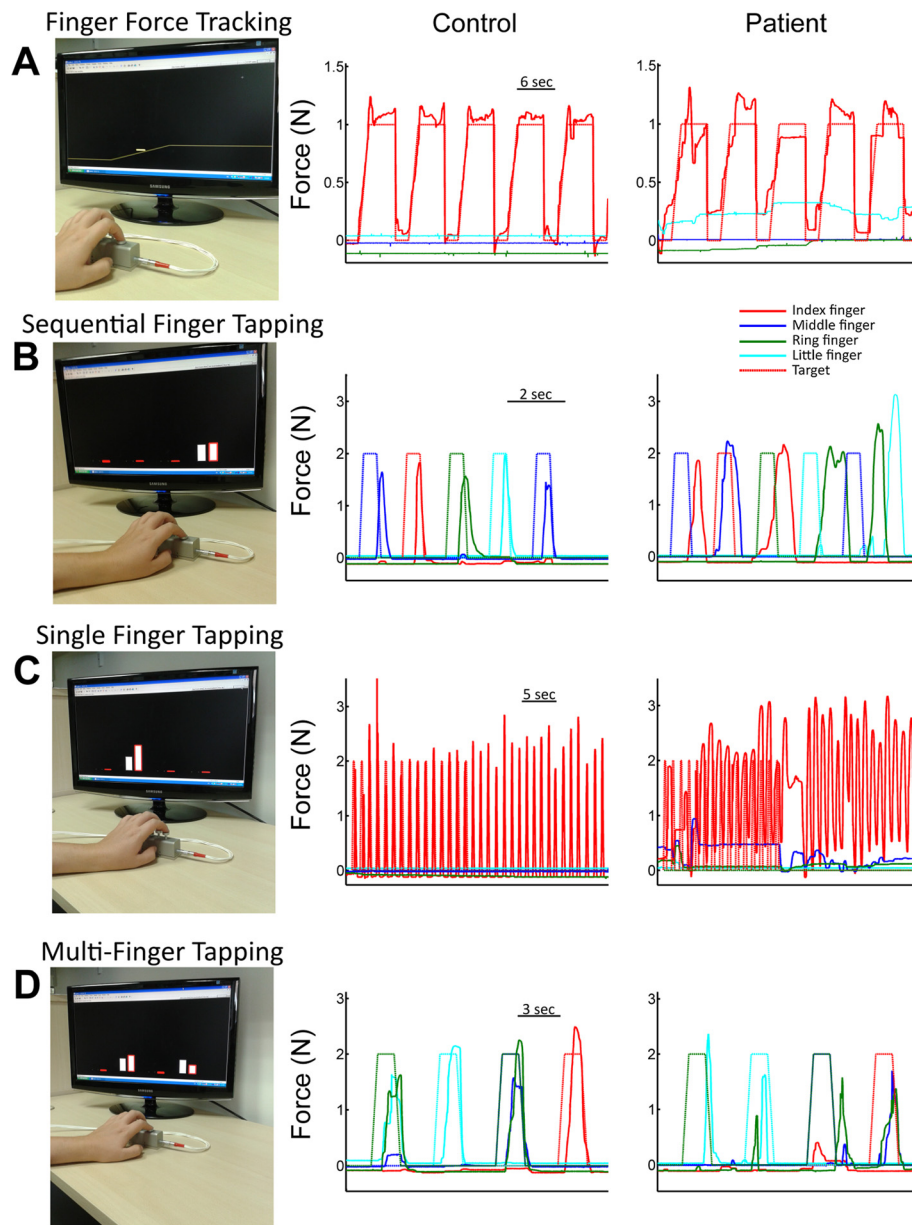 Finger Force Tracking
Control
Patient
A
SAMSUNG
Force (N)
1.5
1
0.5
0
6 sec
1.5
1
0.5
0
Sequential Finger Tapping
B
SAMSUNG
Index finger
Middle finger
Ring finger
Little finger
Target
Force (N)
3
2
1
0
2 sec
3
2
1
0
Single Finger Tapping
C
SAMSUNG
Force (N)
3
2
1
0
5 sec
3
2
1
0
Multi-Finger Tapping
D
SAMSUNG
Force (N)
3
2
1
0
3 sec
3
2
1
0